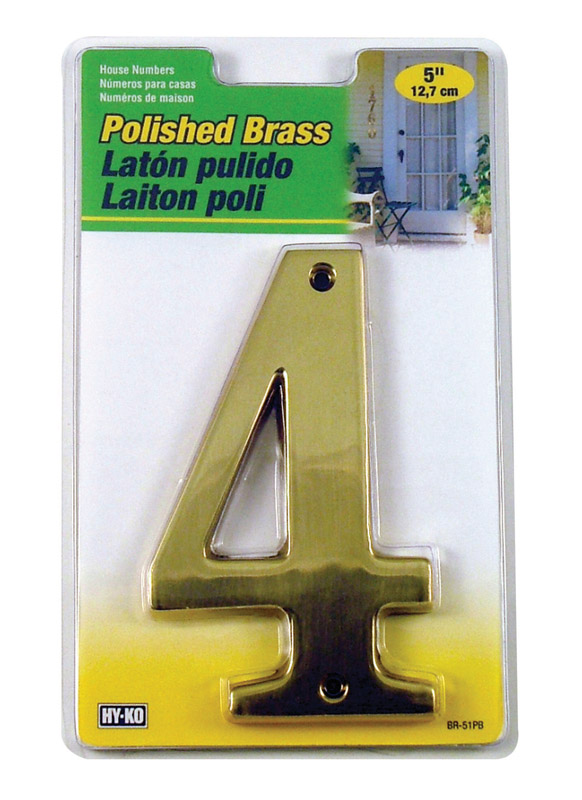 House Numbers
Números para casas
Numéros de maison
Polished Brass
Latón pulido
Laiton poli
5"
12,7 cm
4
HY-KO
BR-51PB